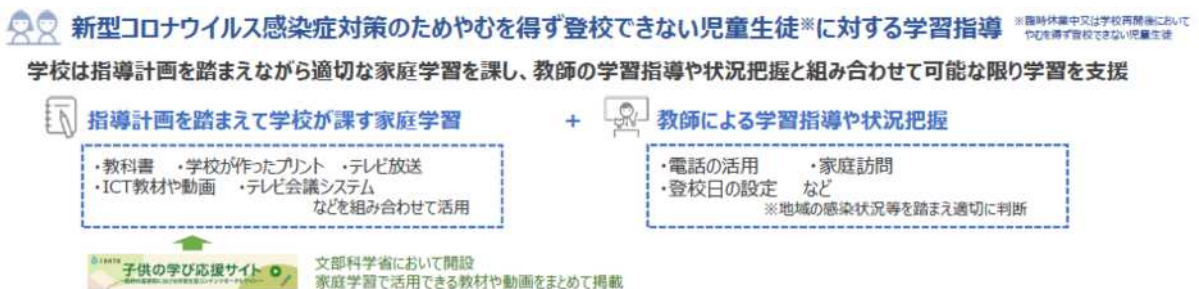 新型コロナウイルス感染症対策のためやむを得ず登校できない児童生徒※に対する学習指導
※臨時休業中又は学校再開後において
やむを得ず登校できない児童生徒
学校は指導計画を踏まえながら適切な家庭学習を課し、教師の学習指導や状況把握と組み合わせて可能な限り学習を支援
指導計画を踏まえて学校が課す家庭学習 + 教師による学習指導や状況把握
・教科書 ・学校が作ったプリント ・テレビ放送
・ICT教材や動画 ・テレビ会議システム
などを組み合わせて活用
・電話の活用 ・家庭訪問
・登校日の設定 など
※地域の感染状況等を踏まえ適切に判断
子供の学び応援サイト
文部科学省において開設
家庭学習で活用できる教材や動画をまとめて掲載